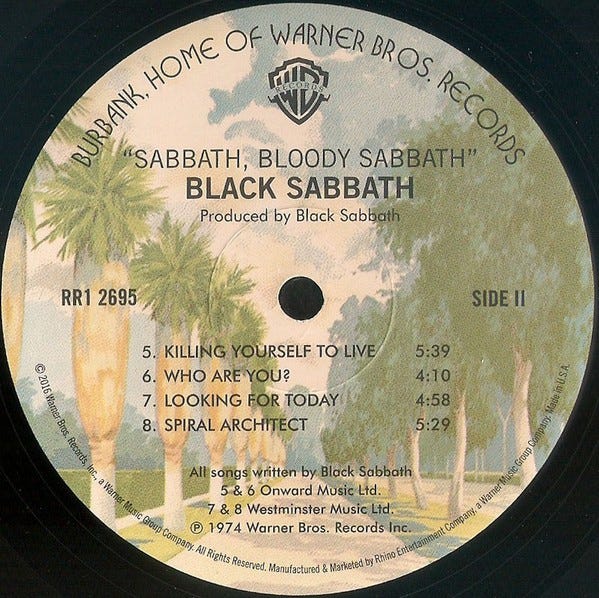 BURBANK, HOME OF WARNER BROS. RECORDS
WB
RECORDS
"SABBATH, BLOODY SABBATH"
BLACK SABBATH
Produced by Black Sabbath
RR1 2695
SIDE II
5. KILLING YOURSELF TO LIVE 5:39
6. WHO ARE YOU? 4:10
7. LOOKING FOR TODAY 4:58
8. SPIRAL ARCHITECT 5:29
All songs written by Black Sabbath
5 & 6 Onward Music Ltd.
7 & 8 Westminster Music Ltd.
Ⓟ 1974 Warner Bros. Records Inc.
© 2016 Warner Bros. Records, Inc., a Warner Music Group Company. All Rights Reserved. Manufactured & Marketed by Rhino Entertainment Company, a Warner Music Group Company. Made in U.S.A.